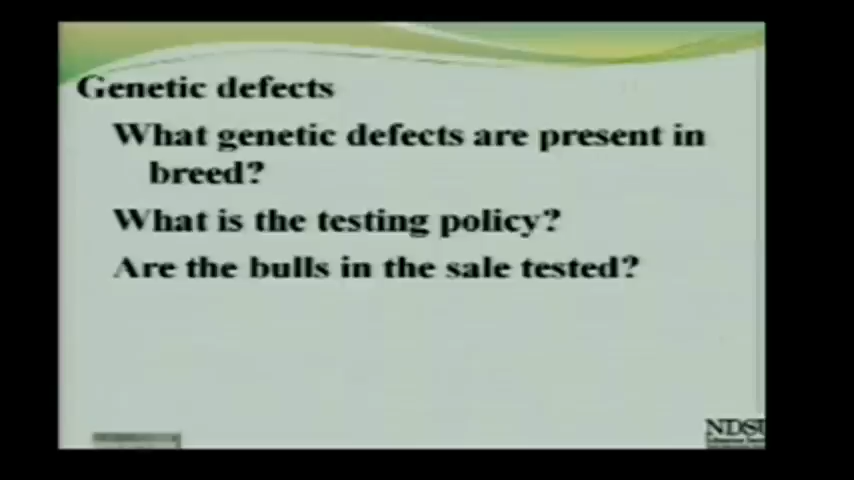 Genetic defects
What genetic defects are present in
breed?
What is the testing policy?
Are the bulls in the sale tested?
NDSU